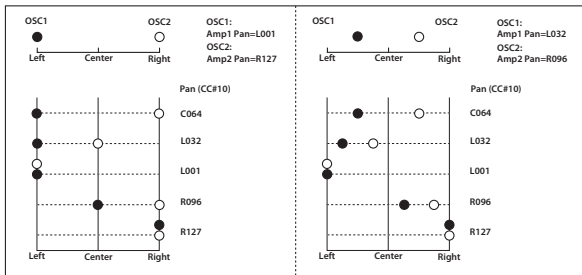 OSC1 OSC2
OSC1:
Amp1 Pan=L001
OSC2:
Amp2 Pan=R127
Left Center Right
Pan (CC#10)
C064
L032
L001
R096
R127
Left Center Right
OSC1 OSC2
OSC1:
Amp1 Pan=L032
OSC2:
Amp2 Pan=R096
Left Center Right
Pan (CC#10)
C064
L032
L001
R096
R127
Left Center Right